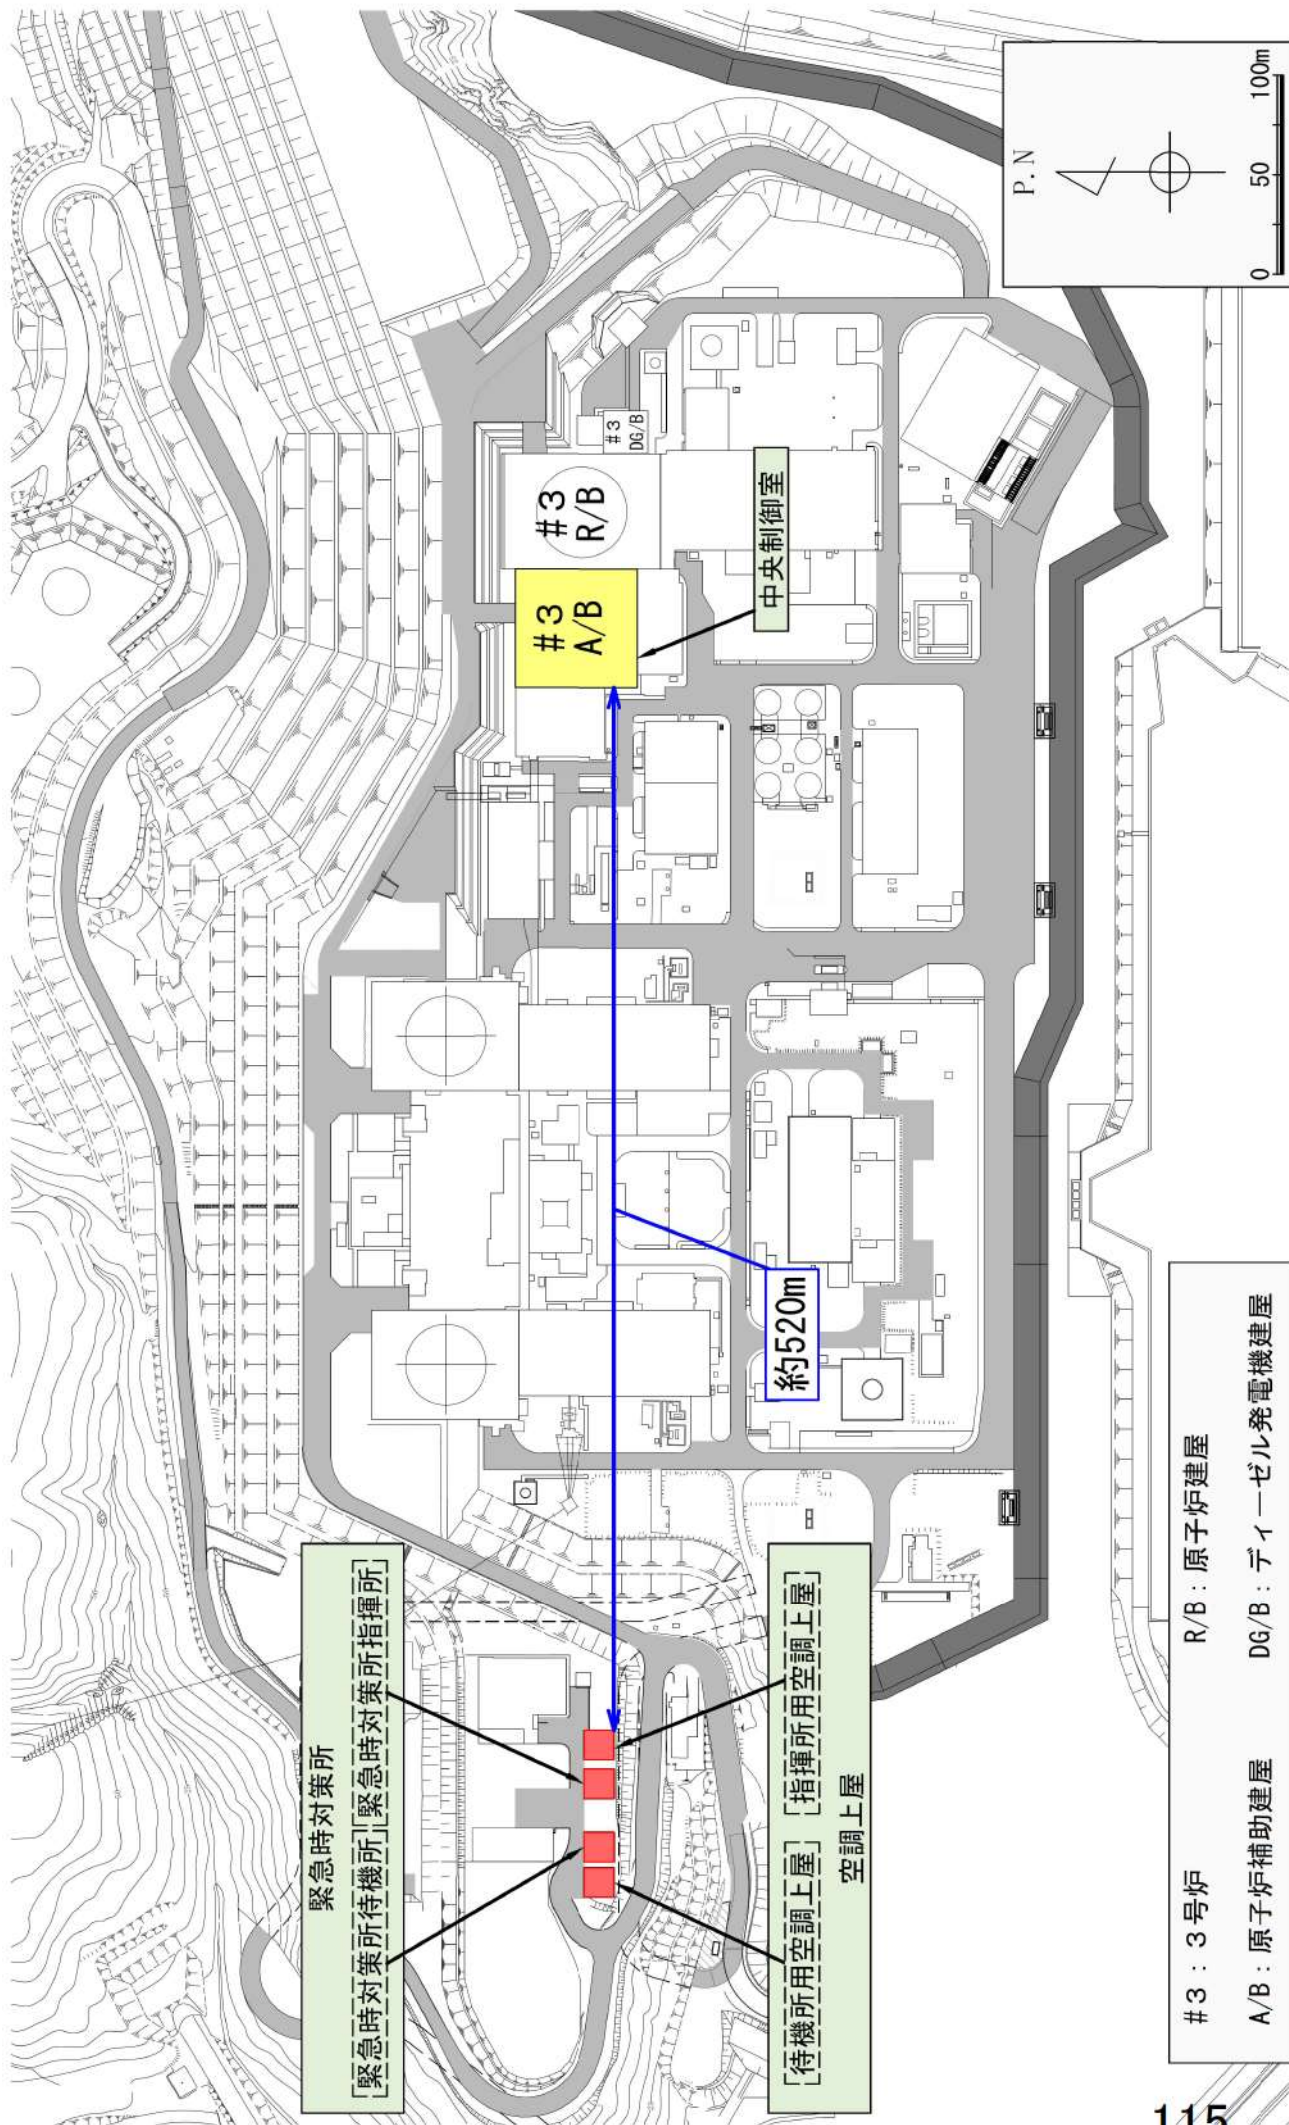 緊急時対策所
[緊急時対策所待機所]
[緊急時対策所指揮所]
[待機所用空調上屋]
[指揮所用空調上屋]
空調上屋
約520m
#3
A/B
#3
R/B
#3
DG/B
中央制御室
P.N
0 50 100m
#3:3号炉
R/B:原子炉建屋
A/B:原子炉補助建屋
DG/B:ディーゼル発電機建屋
115